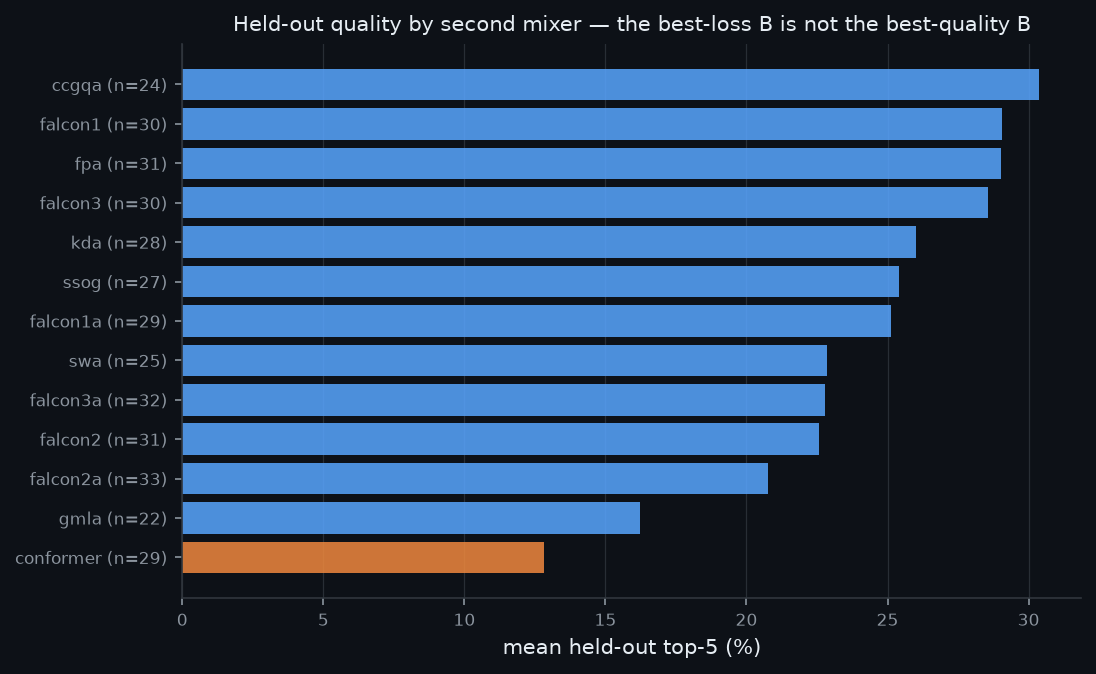 Held-out quality by second mixer — the best-loss B is not the best-quality B
ccgqa (n=24)
falcon1 (n=30)
fpa (n=31)
falcon3 (n=30)
kda (n=28)
ssog (n=27)
falcon1a (n=29)
swa (n=25)
falcon3a (n=32)
falcon2 (n=31)
falcon2a (n=33)
gmla (n=22)
conformer (n=29)
0 5 10 15 20 25 30
mean held-out top-5 (%)